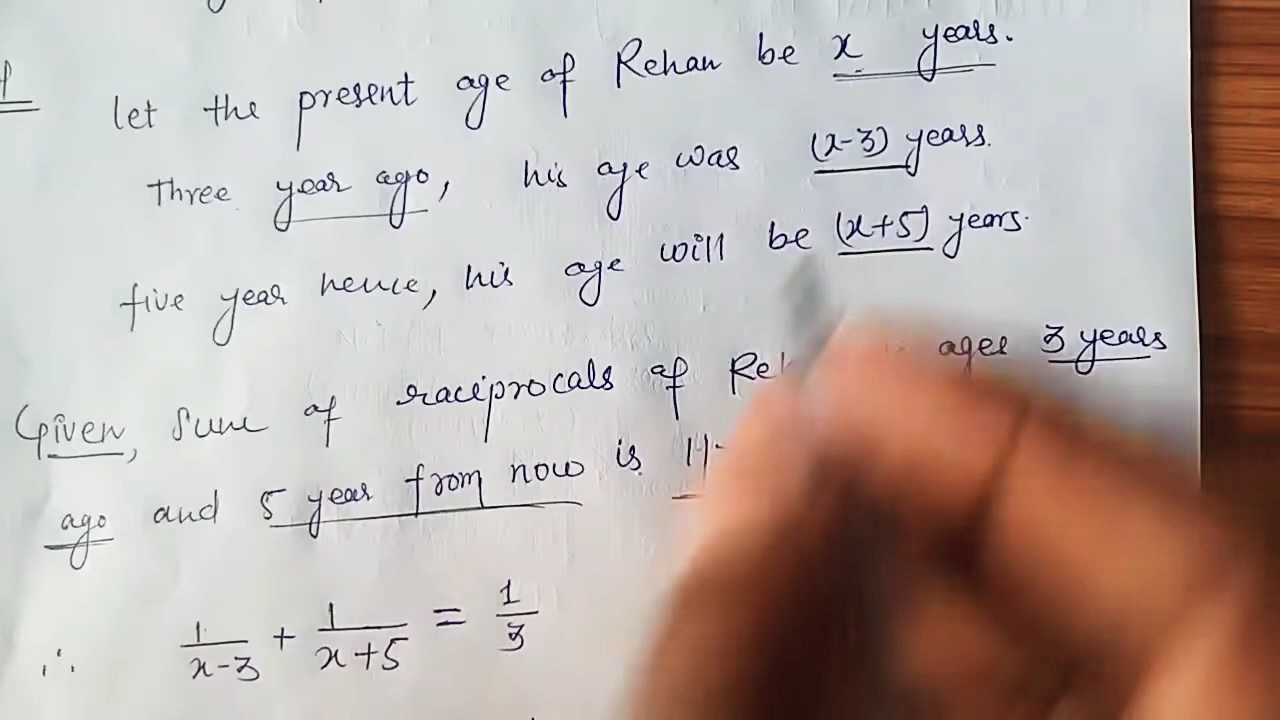 let the present age of Rehan be x years.
Three year ago, his age was (x-3) years.
five year hence, his age will be (x+5) years.
Given, Sum of raciprocals of ages 3 years
ago and 5 year from now is
∴ 1/(x-3) + 1/(x+5) = 1/3